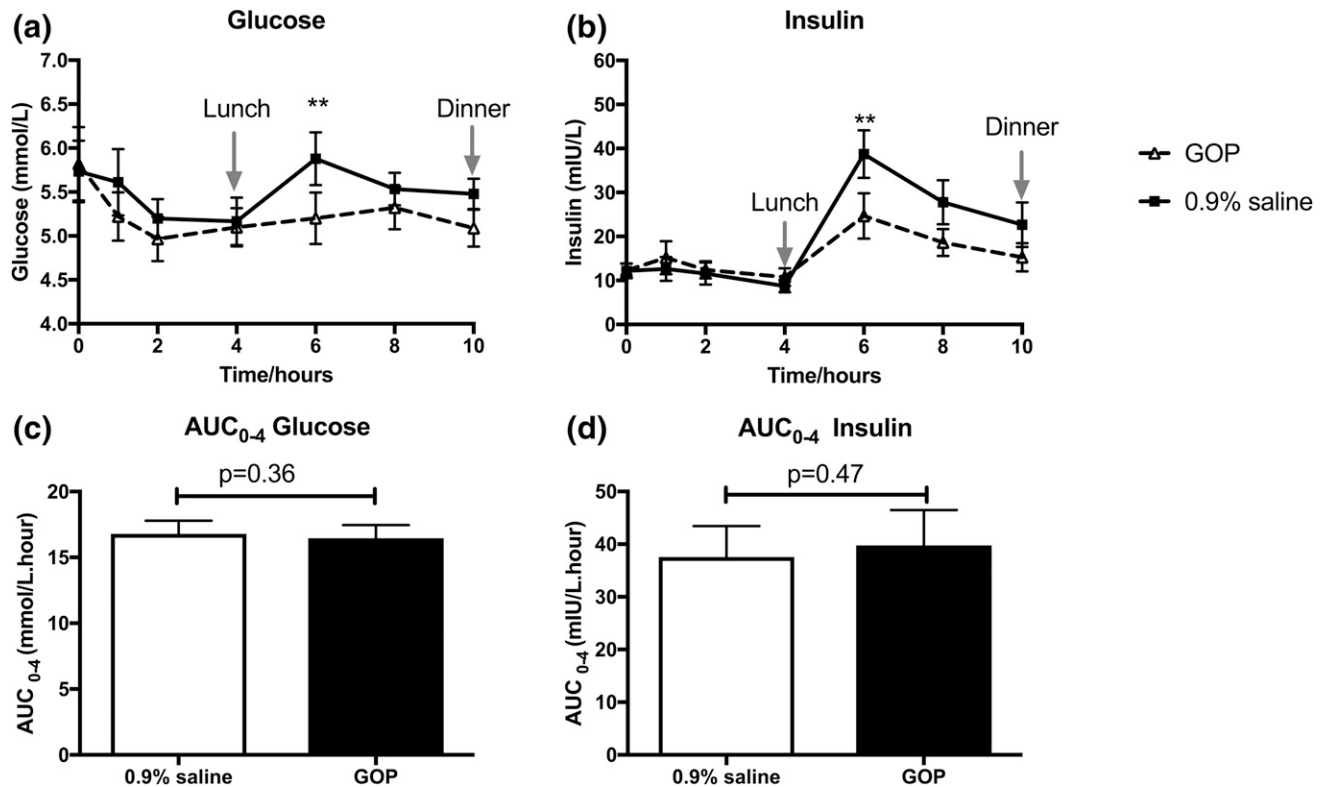 (a)
Glucose
Glucose (mmol/L)
7.0
6.5
6.0
5.5
5.0
4.5
4.0
Lunch
**
Dinner
0 2 4 6 8 10
Time/hours
(b)
Insulin
Insulin (mIU/L)
60
50
40
30
20
10
0
Lunch
**
Dinner
0 2 4 6 8 10
Time/hours
GOP
0.9% saline
(c)
AUC0-4 Glucose
p=0.36
AUC 0-4 (mmol/L.hour)
20
15
10
5
0
0.9% saline GOP
(d)
AUC0-4 Insulin
p=0.47
AUC 0-4 (mIU/L.hour)
50
40
30
20
10
0
0.9% saline GOP